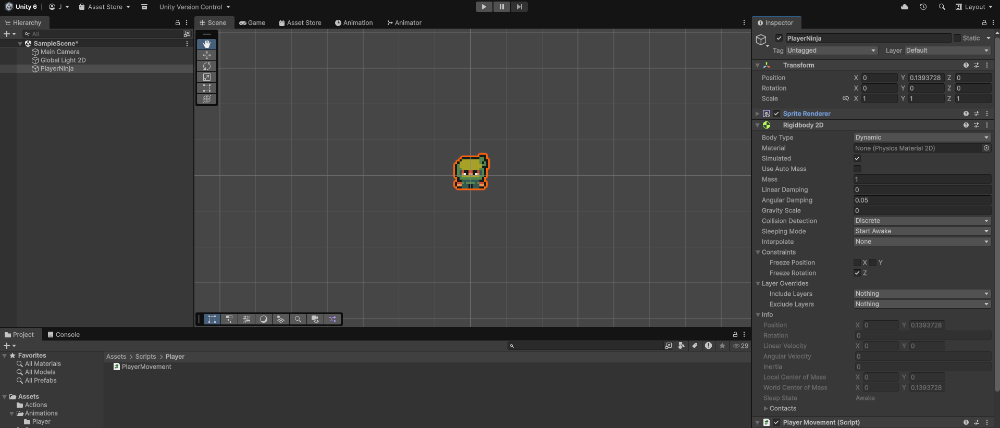 Unity 6 J Asset Store Unity Version Control Layout
Hierarchy
All
SampleScene*
Main Camera
Global Light 2D
PlayerNinja
Scene Game Asset Store Animation Animator
Inspector
PlayerNinja Static
Tag Untagged Layer Default
Transform
Position X 0 Y 0.1393728 Z 0
Rotation X 0 Y 0 Z 0
Scale X 1 Y 1 Z 1
Sprite Renderer
Rigidbody 2D
Body Type Dynamic
Material None (Physics Material 2D)
Simulated
Use Auto Mass
Mass 1
Linear Damping 0
Angular Damping 0.05
Gravity Scale 0
Collision Detection Discrete
Sleeping Mode Start Awake
Interpolate None
Constraints
Freeze Position X Y
Freeze Rotation Z
Layer Overrides
Include Layers Nothing
Exclude Layers Nothing
Info
Position X 0 Y 0.1393728
Rotation 0
Linear Velocity X 0 Y 0
Angular Velocity 0
Inertia 0
Local Center of Mass X 0 Y 0
World Center of Mass X 0 Y 0.1393728
Sleep State Awake
Contacts
Player Movement (Script)
Project Console
29
Favorites
All Materials
All Models
All Prefabs
Assets
Actions
Animations
Player
Assets > Scripts > Player
PlayerMovement